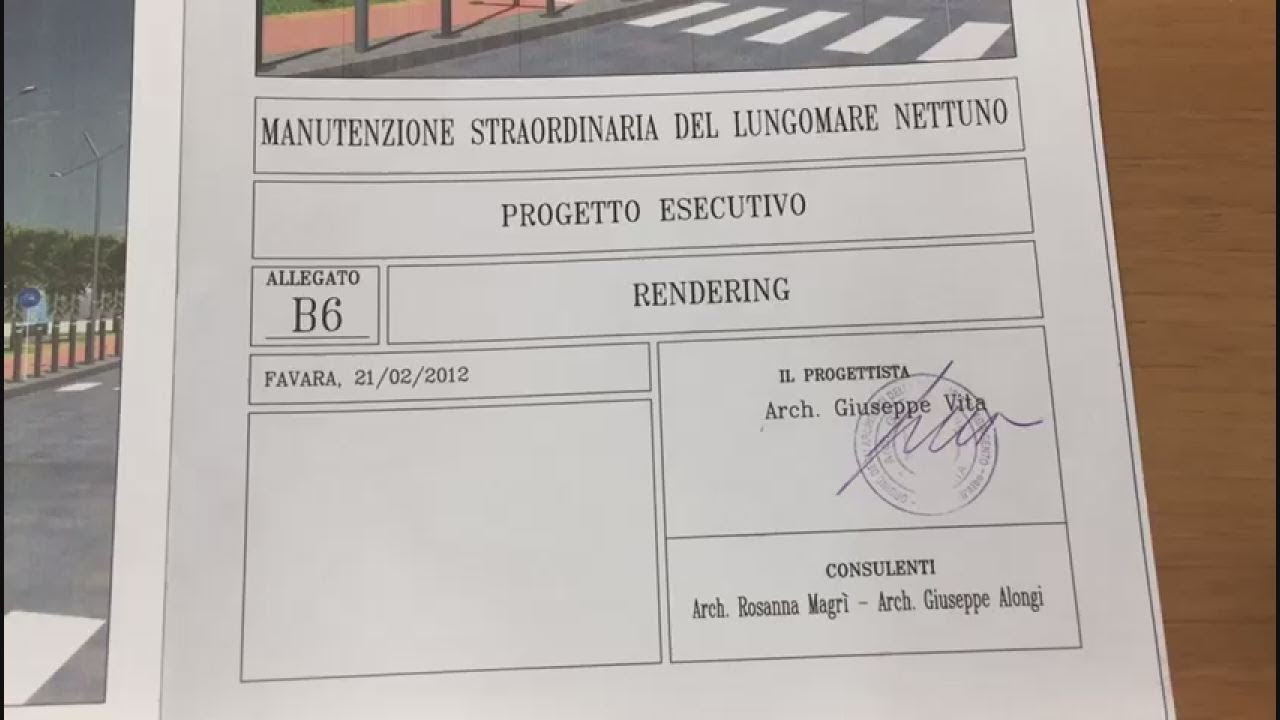 MANUTENZIONE STRAORDINARIA DEL LUNGOMARE NETTUNO
PROGETTO ESECUTIVO
ALLEGATO
B6
RENDERING
FAVARA, 21/02/2012
IL PROGETTISTA
Arch. Giuseppe Vita
CONSULENTI
Arch. Rosanna Magrì - Arch. Giuseppe Alongi